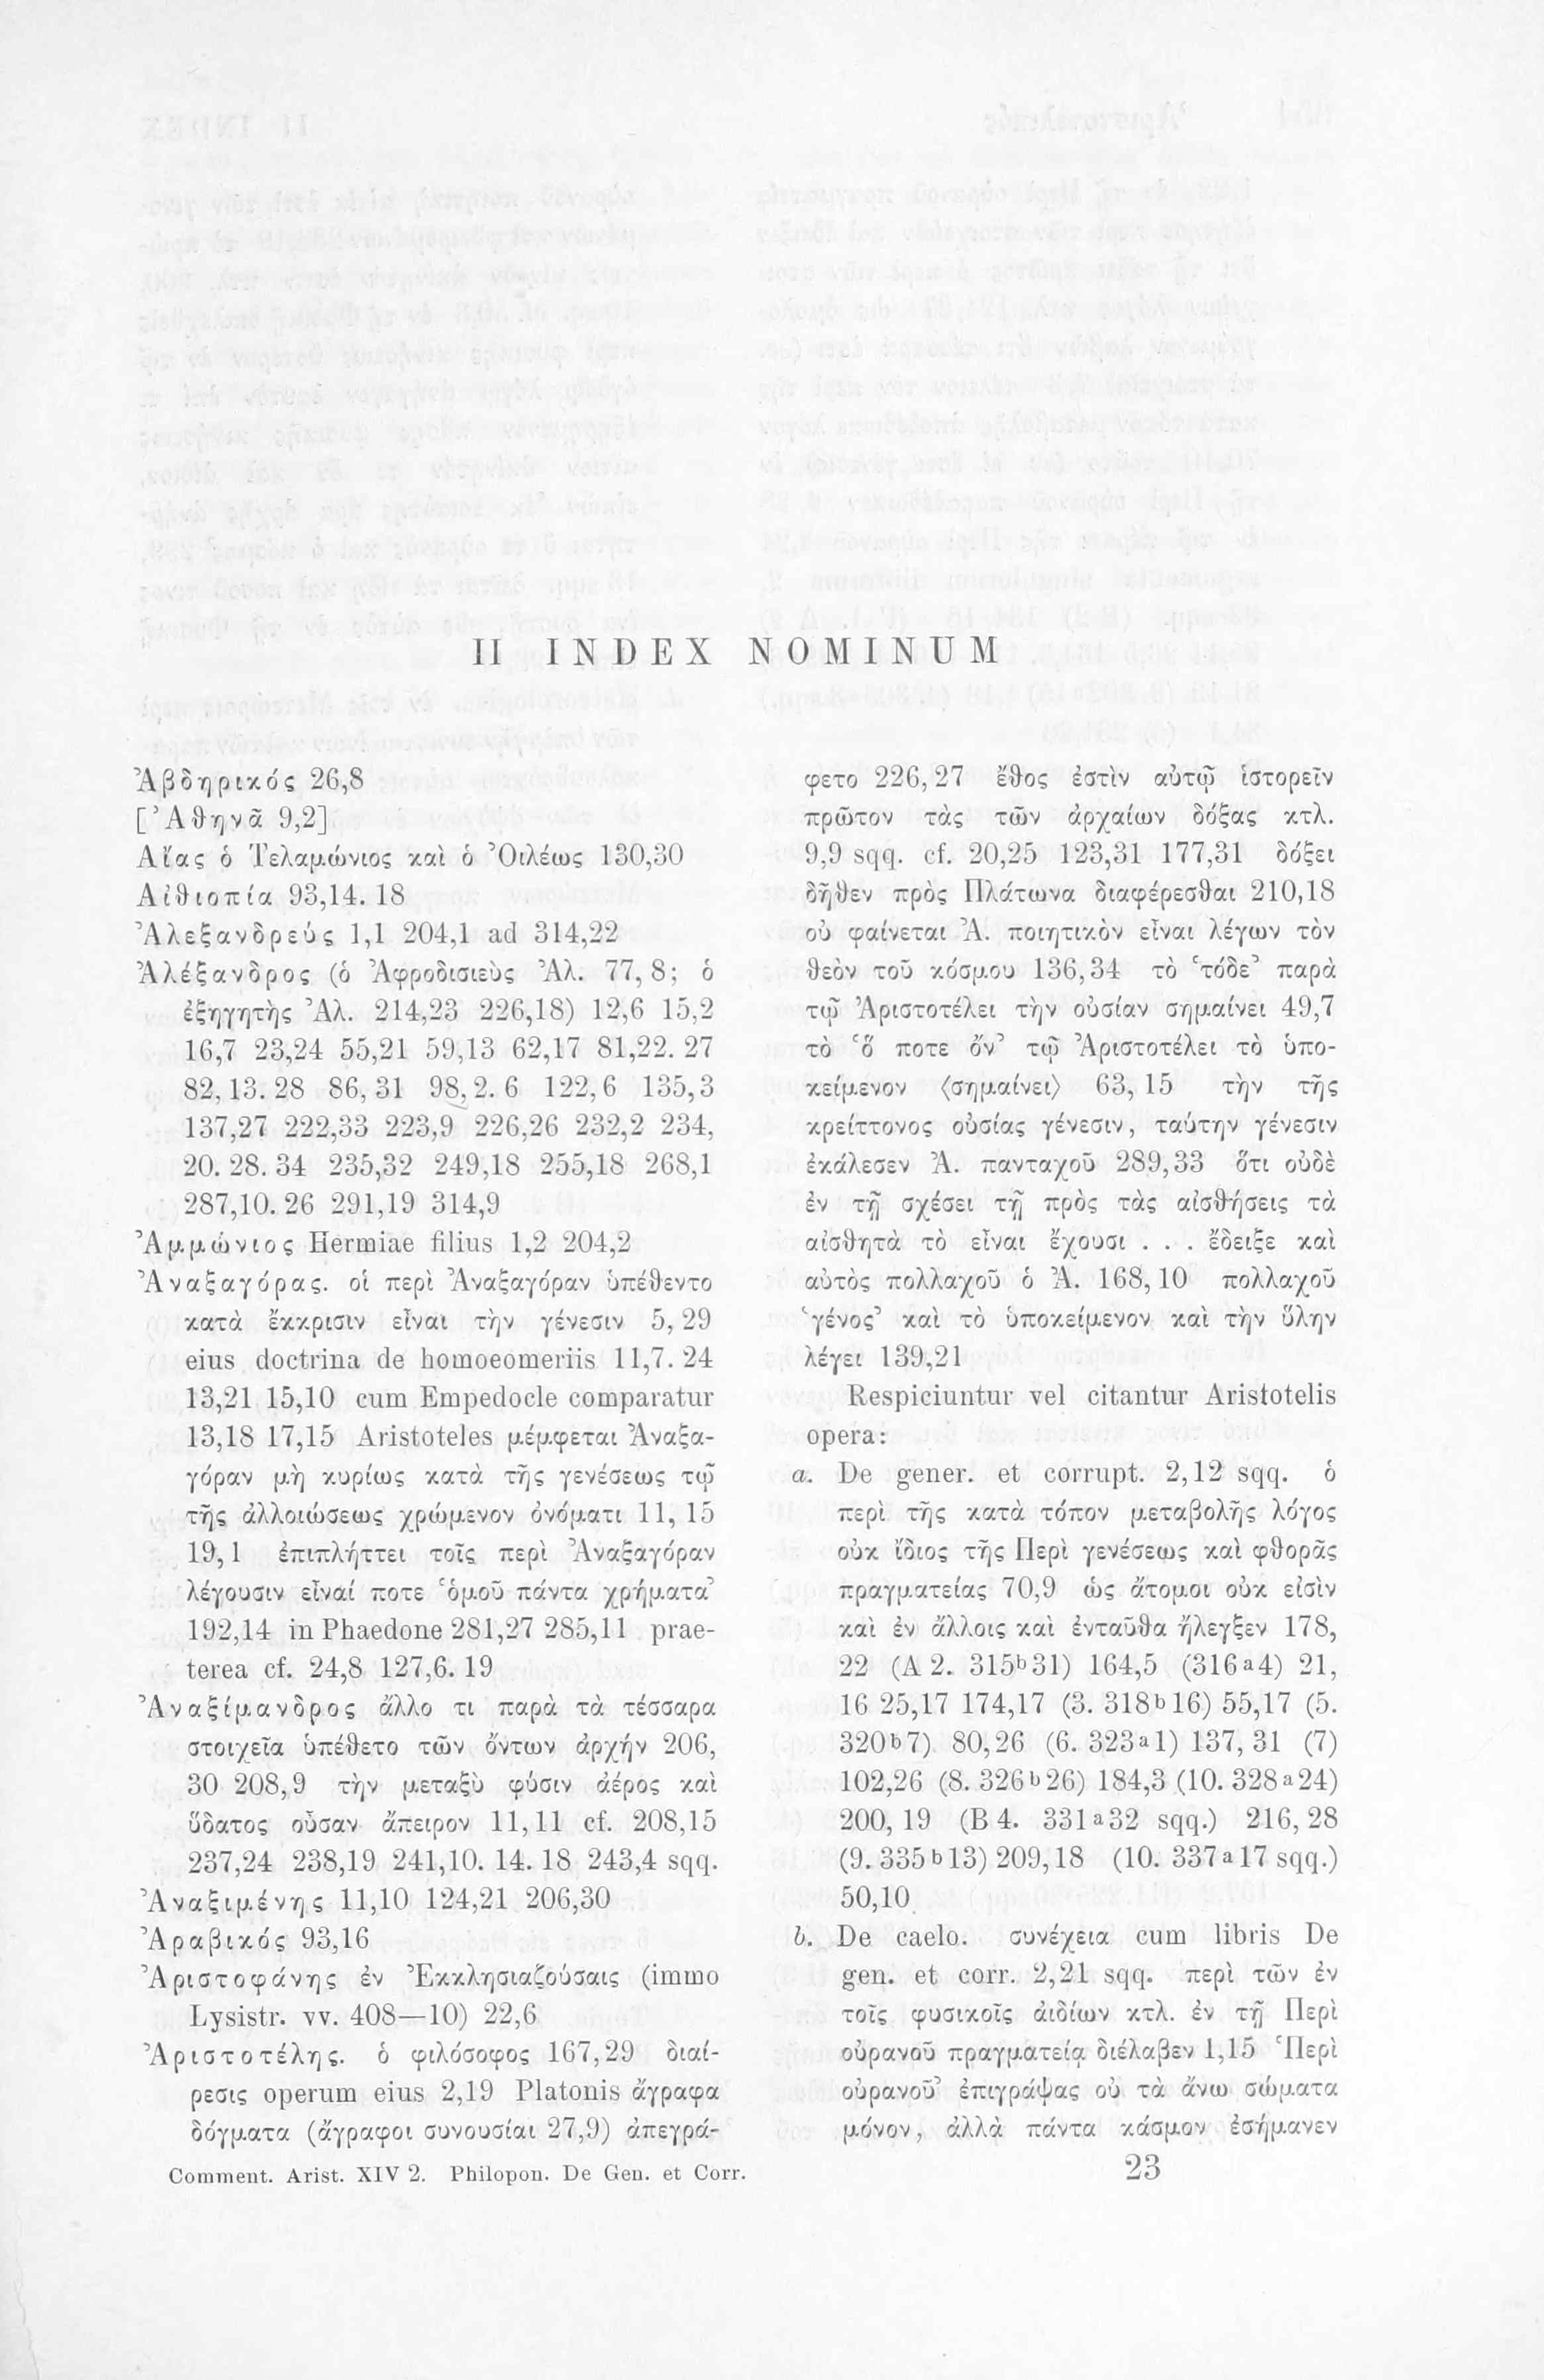 II INDEX NOMINUM
Ἀβδηρικός 26,8
[Ἀθηνᾶ 9,2]
Αἴας ὁ Τελαμώνιος καὶ ὁ Ὀιλέως 130,30
Αἰθιοπία 93,14. 18
Ἀλεξανδρεύς 1,1 204,1 ad 314,22
Ἀλέξανδρος (ὁ Ἀφροδισιεὺς Ἀλ. 77,8; ὁ
ἐξηγητὴς Ἀλ. 214,23 226,18) 12,6 15,2
16,7 23,24 55,21 59,13 62,17 81,22. 27
82,13. 28 86,31 98,2. 6 122,6 135,3
137,27 222,33 223,9 226,26 232,2 234,
20. 28. 34 235,32 249,18 255,18 268,1
287,10. 26 291,19 314,9
Ἀμμώνιος Hermiae filius 1,2 204,2
Ἀναξαγόρας. οἱ περὶ Ἀναξαγόραν ὑπέθεντο
κατὰ ἔκκρισιν εἶναι τὴν γένεσιν 5,29
eius doctrina de homoeomeriis 11,7. 24
13,21 15,10 cum Empedocle comparatur
13,18 17,15 Aristoteles μέμφεται Ἀναξα-
γόραν μὴ κυρίως κατὰ τῆς γενέσεως τῷ
τῆς ἀλλοιώσεως χρώμενον ὀνόματι 11,15
19,1 ἐπιπλήττει τοῖς περὶ Ἀναξαγόραν
λέγουσιν εἶναί ποτε ʽὁμοῦ πάντα χρήματαʼ
192,14 in Phaedone 281,27 285,11 prae-
terea cf. 24,8 127,6. 19
Ἀναξίμανδρος ἄλλο τι παρὰ τὰ τέσσαρα
στοιχεῖα ὑπέθετο τῶν ὄντων ἀρχήν 206,
30 208,9 τὴν μεταξὺ φύσιν ἀέρος καὶ
ὕδατος οὖσαν ἄπειρον 11,11 cf. 208,15
237,24 238,19 241,10. 14. 18 243,4 sqq.
Ἀναξιμένης 11,10 124,21 206,30
Ἀραβικός 93,16
Ἀριστοφάνης ἐν Ἐκκλησιαζούσαις (immo
Lysistr. vv. 408—10) 22,6
Ἀριστοτέλης. ὁ φιλόσοφος 167,29 διαί-
ρεσις operum eius 2,19 Platonis ἄγραφα
δόγματα (ἄγραφοι συνουσίαι 27,9) ἀπεγρά-
φετο 226,27 ἔθος ἐστὶν αὐτῷ ἱστορεῖν
πρῶτον τὰς τῶν ἀρχαίων δόξας κτλ.
9,9 sqq. cf. 20,25 123,31 177,31 δόξει
δῆθεν πρὸς Πλάτωνα διαφέρεσθαι 210,18
οὐ φαίνεται Ἀ. ποιητικὸν εἶναι λέγων τὸν
θεὸν τοῦ κόσμου 136,34 τὸ ʽτόδεʼ παρὰ
τῷ Ἀριστοτέλει τὴν οὐσίαν σημαίνει 49,7
τὸ ʽὅ ποτε ὄνʼ τῷ Ἀριστοτέλει τὸ ὑπο-
κείμενον ⟨σημαίνει⟩ 63,15 τὴν τῆς
κρείττονος οὐσίας γένεσιν, ταύτην γένεσιν
ἐκάλεσεν Ἀ. πανταχοῦ 289,33 ὅτι οὐδὲ
ἐν τῇ σχέσει τῇ πρὸς τὰς αἰσθήσεις τὰ
αἰσθητὰ τὸ εἶναι ἔχουσι . . . ἔδειξε καὶ
αὐτὸς πολλαχοῦ ὁ Ἀ. 168,10 πολλαχοῦ
ʽγένοςʼ καὶ τὸ ὑποκείμενον καὶ τὴν ὕλην
λέγει 139,21
Respiciuntur vel citantur Aristotelis
opera:
a. De gener. et corrupt. 2,12 sqq. ὁ
περὶ τῆς κατὰ τόπον μεταβολῆς λόγος
οὐκ ἴδιος τῆς Περὶ γενέσεως καὶ φθορᾶς
πραγματείας 70,9 ὡς ἄτομοι οὐκ εἰσὶν
καὶ ἐν ἄλλοις καὶ ἐνταῦθα ἤλεγξεν 178,
22 (A 2. 315b31) 164,5 (316a4) 21,
16 25,17 174,17 (3. 318b16) 55,17 (5.
320b7) 80,26 (6. 323a1) 137,31 (7)
102,26 (8. 326b26) 184,3 (10. 328a24)
200,19 (B 4. 331a32 sqq.) 216,28
(9. 335b13) 209,18 (10. 337a17 sqq.)
50,10
b. De caelo. συνέχεια cum libris De
gen. et corr. 2,21 sqq. περὶ τῶν ἐν
τοῖς φυσικοῖς ἀιδίων κτλ. ἐν τῇ Περὶ
οὐρανοῦ πραγματείᾳ διέλαβεν 1,15 ʽΠερὶ
οὐρανοῦʼ ἐπιγράψας οὐ τὰ ἄνω σώματα
μόνον, ἀλλὰ πάντα κάσμον ἐσήμανεν
Comment. Arist. XIV 2. Philopon. De Gen. et Corr.
23